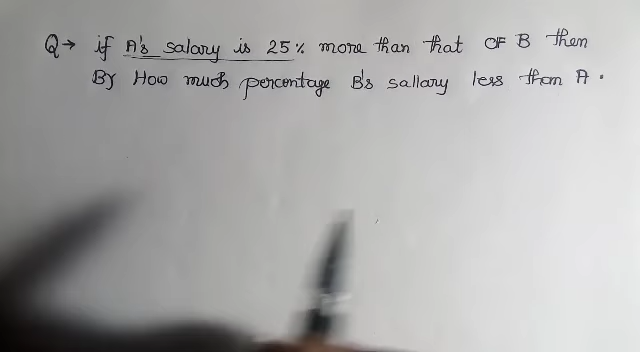 Q→ if A's salary is 25% more than that OF B then
By How much percentage B's sallary less than A.